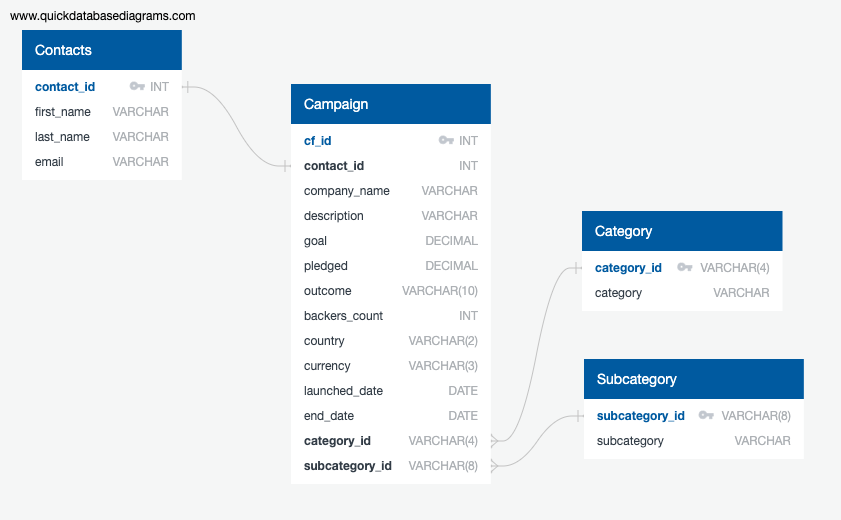 www.quickdatabasediagrams.com
Contacts
contact_id INT
first_name VARCHAR
last_name VARCHAR
email VARCHAR
Campaign
cf_id INT
contact_id INT
company_name VARCHAR
description VARCHAR
goal DECIMAL
pledged DECIMAL
outcome VARCHAR(10)
backers_count INT
country VARCHAR(2)
currency VARCHAR(3)
launched_date DATE
end_date DATE
category_id VARCHAR(4)
subcategory_id VARCHAR(8)
Category
category_id VARCHAR(4)
category VARCHAR
Subcategory
subcategory_id VARCHAR(8)
subcategory VARCHAR